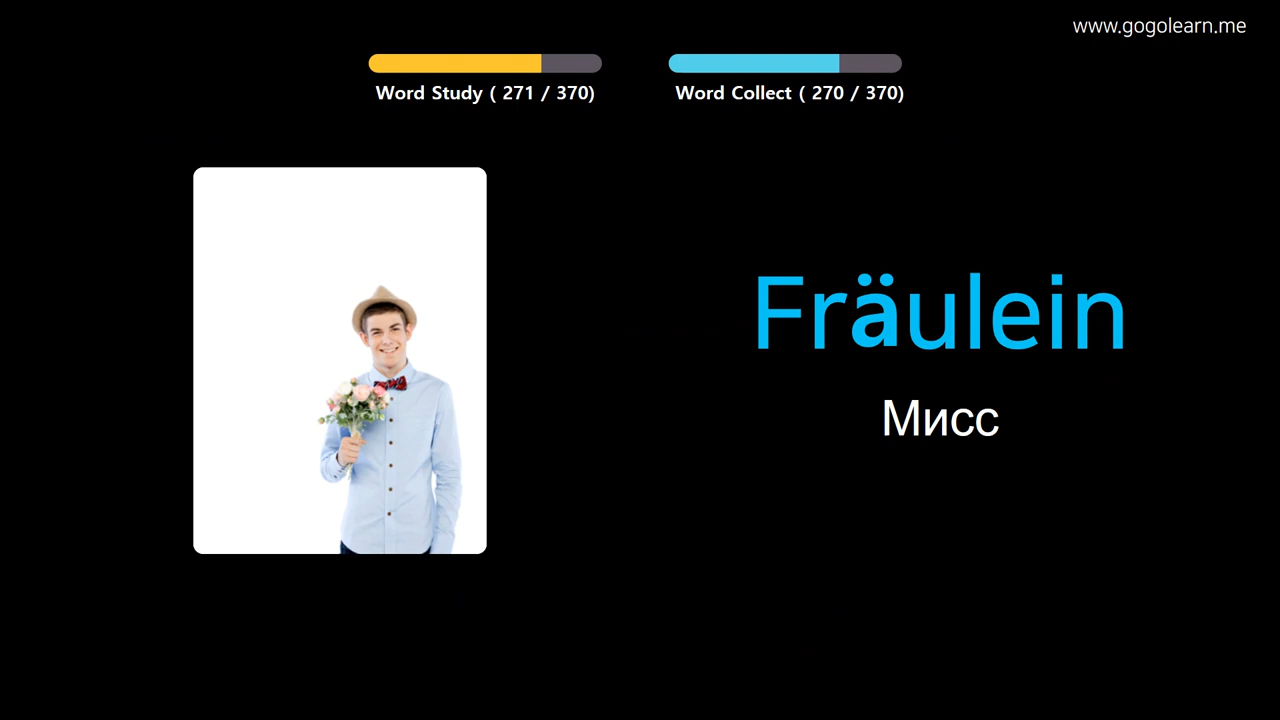 www.gogolearn.me
Word Study ( 271 / 370)
Word Collect ( 270 / 370)
Fräulein
Мисс